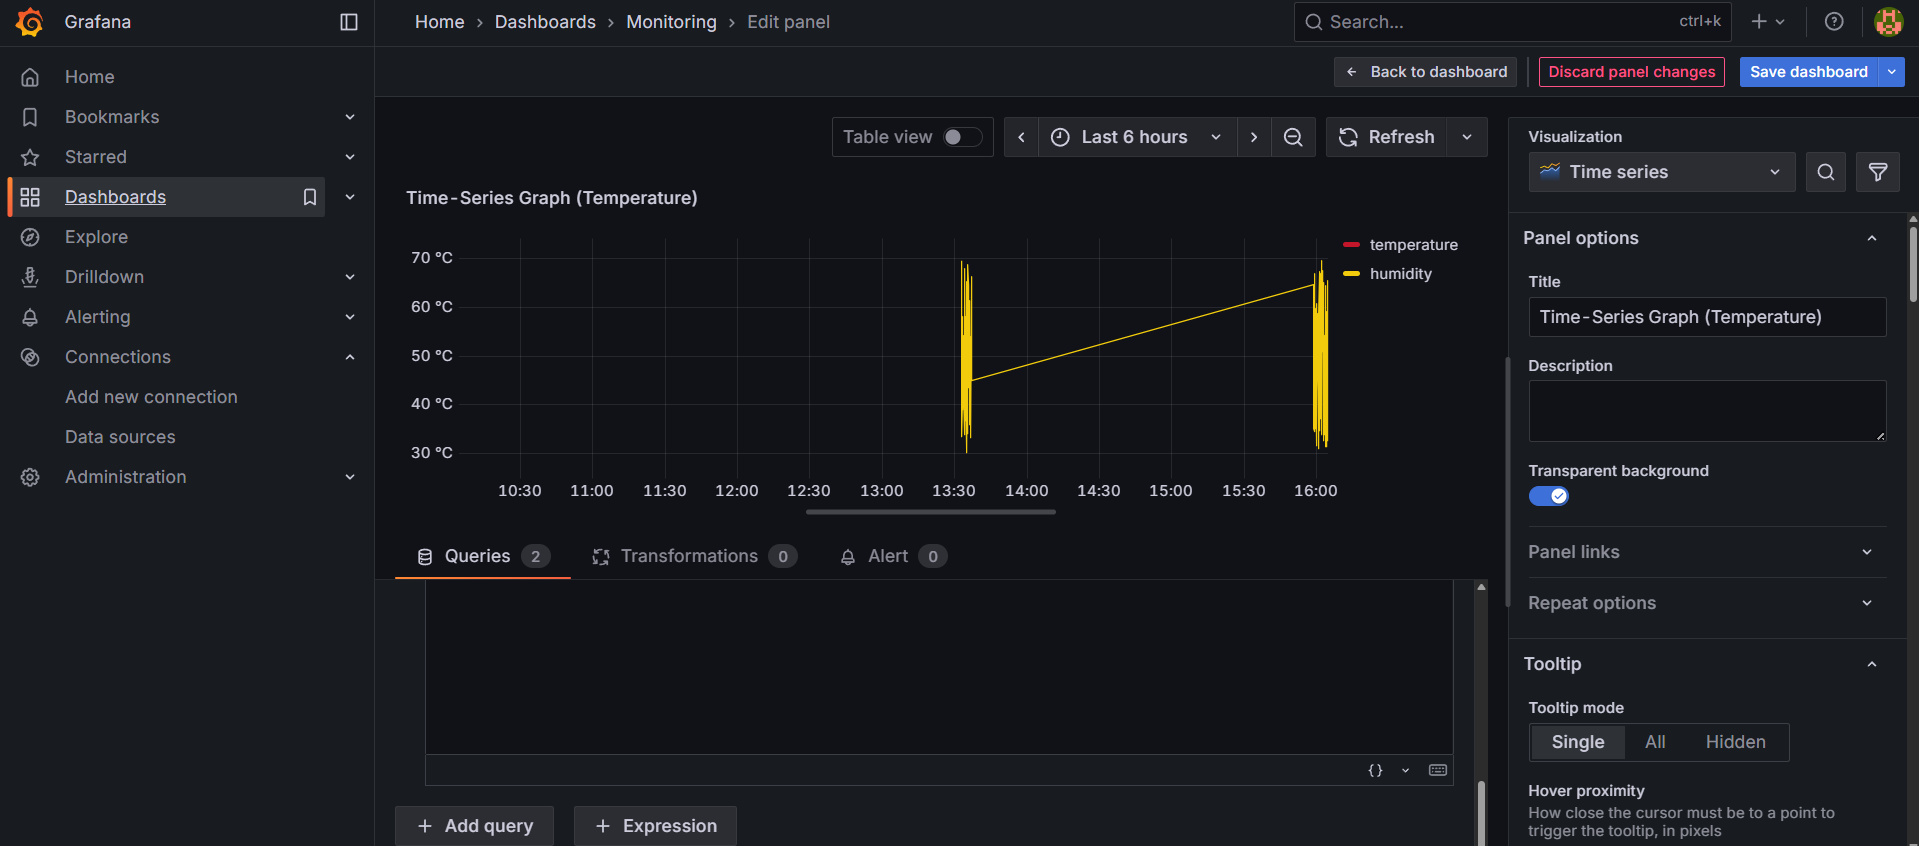 Grafana
Home › Dashboards › Monitoring › Edit panel
Search...
ctrl+k
Home
Bookmarks
Starred
Dashboards
Explore
Drilldown
Alerting
Connections
Add new connection
Data sources
Administration
Back to dashboard
Discard panel changes
Save dashboard
Table view
Last 6 hours
Refresh
Time-Series Graph (Temperature)
70 °C
60 °C
50 °C
40 °C
30 °C
10:30 11:00 11:30 12:00 12:30 13:00 13:30 14:00 14:30 15:00 15:30 16:00
temperature
humidity
Queries 2
Transformations 0
Alert 0
{}
+ Add query
+ Expression
Visualization
Time series
Panel options
Title
Time-Series Graph (Temperature)
Description
Transparent background
Panel links
Repeat options
Tooltip
Tooltip mode
Single All Hidden
Hover proximity
How close the cursor must be to a point to
trigger the tooltip, in pixels